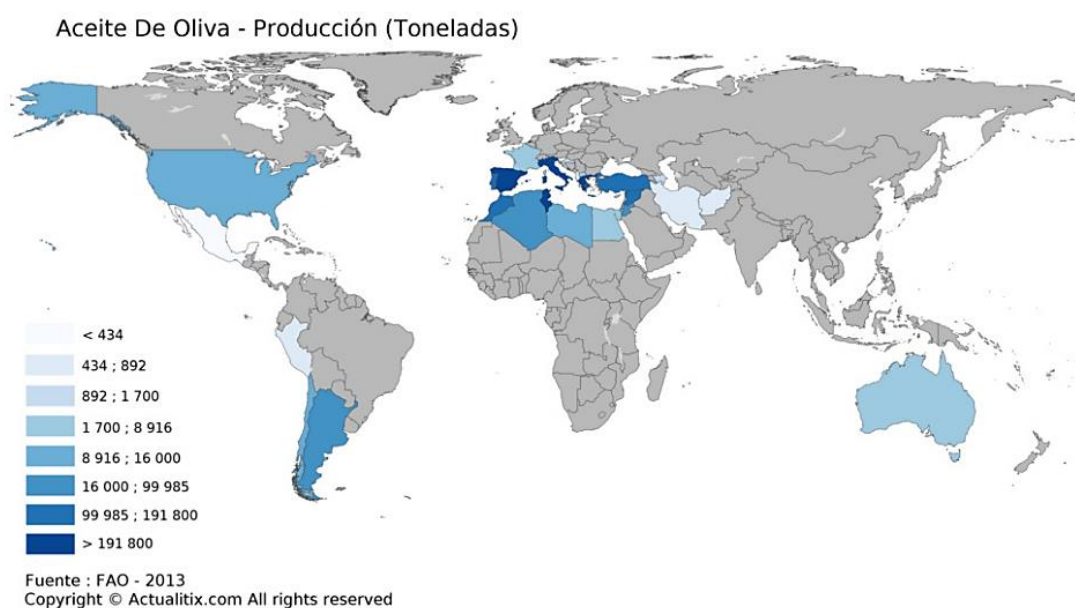 Aceite De Oliva - Producción (Toneladas)
< 434
434 ; 892
892 ; 1 700
1 700 ; 8 916
8 916 ; 16 000
16 000 ; 99 985
99 985 ; 191 800
> 191 800
Fuente : FAO - 2013
Copyright © Actualitix.com All rights reserved